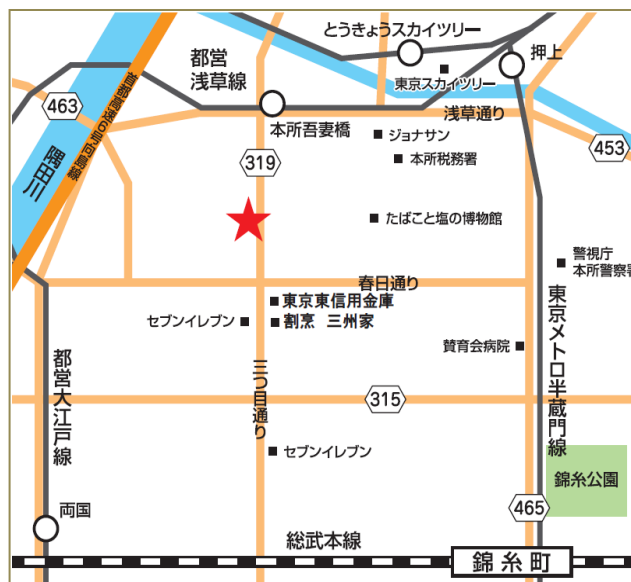 とうきょうスカイツリー
押上
都営
浅草線
東京スカイツリー
463
首都高速6号向島線
浅草通り
本所吾妻橋
ジョナサン
319
本所税務署
453
隅田川
たばこと塩の博物館
警視庁
本所警察署
春日通り
東京東信用金庫
セブンイレブン
割烹 三州家
東京メトロ半蔵門線
賛育会病院
都営大江戸線
三つ目通り
315
セブンイレブン
錦糸公園
465
両国
総武本線
錦糸町